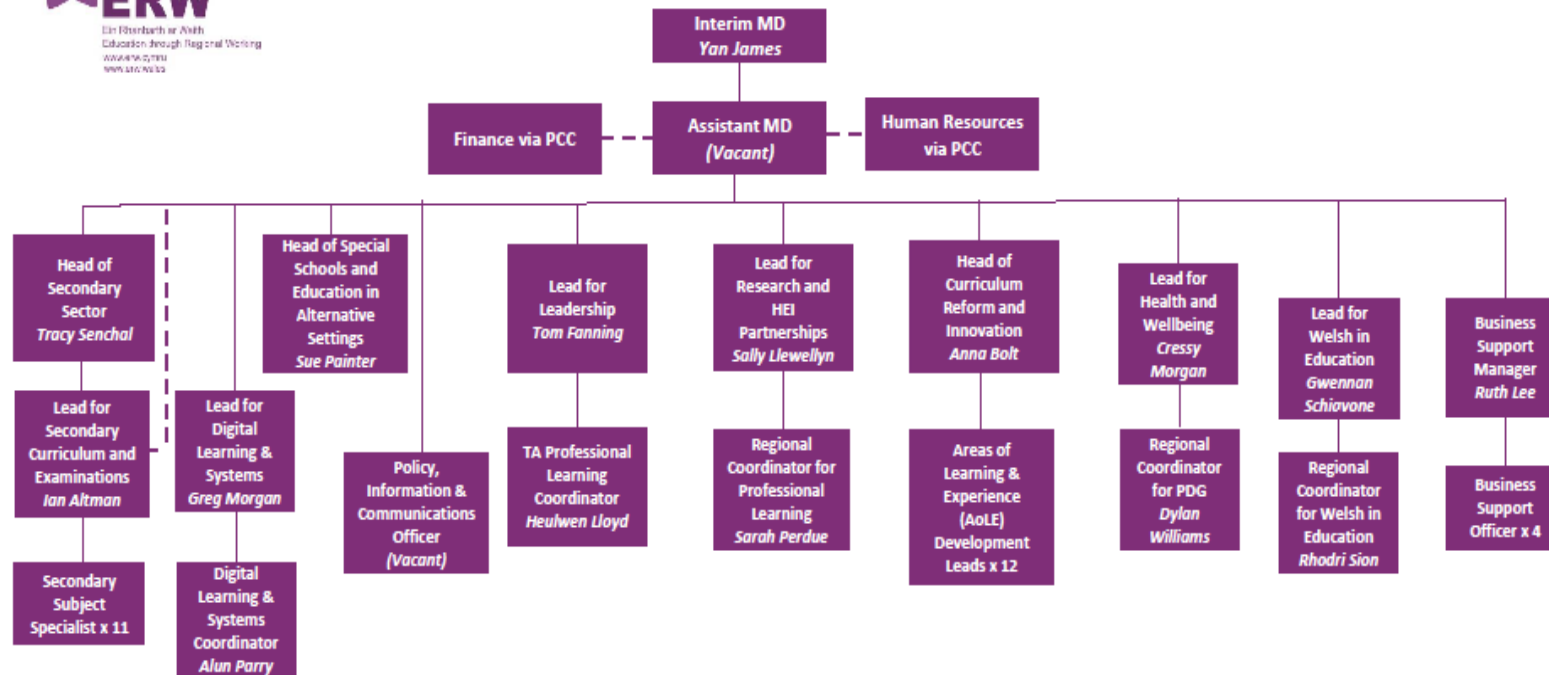 ERW
Ein Rhanbarth ar Waith
Education through Regional Working
www.erw.cymru
www.erw.wales
Interim MD
Yan James
Finance via PCC
Assistant MD
(Vacant)
Human Resources
via PCC
Head of
Secondary
Sector
Tracy Senchal
Head of Special
Schools and
Education in
Alternative
Settings
Sue Painter
Lead for
Leadership
Tom Fanning
Lead for
Research and
HEI
Partnerships
Sally Llewellyn
Head of
Curriculum
Reform and
Innovation
Anna Bolt
Lead for
Health and
Wellbeing
Cressy
Morgan
Lead for
Welsh in
Education
Gwennan
Schiavone
Business
Support
Manager
Ruth Lee
Lead for
Secondary
Curriculum and
Examinations
Ian Altman
Lead for
Digital
Learning &
Systems
Greg Morgan
Policy,
Information &
Communications
Officer
(Vacant)
TA Professional
Learning
Coordinator
Heulwen Lloyd
Regional
Coordinator for
Professional
Learning
Sarah Perdue
Areas of
Learning &
Experience
(AoLE)
Development
Leads x 12
Regional
Coordinator
for PDG
Dylan
Williams
Regional
Coordinator
for Welsh in
Education
Rhodri Sion
Business
Support
Officer x 4
Secondary
Subject
Specialist x 11
Digital
Learning &
Systems
Coordinator
Alun Parry